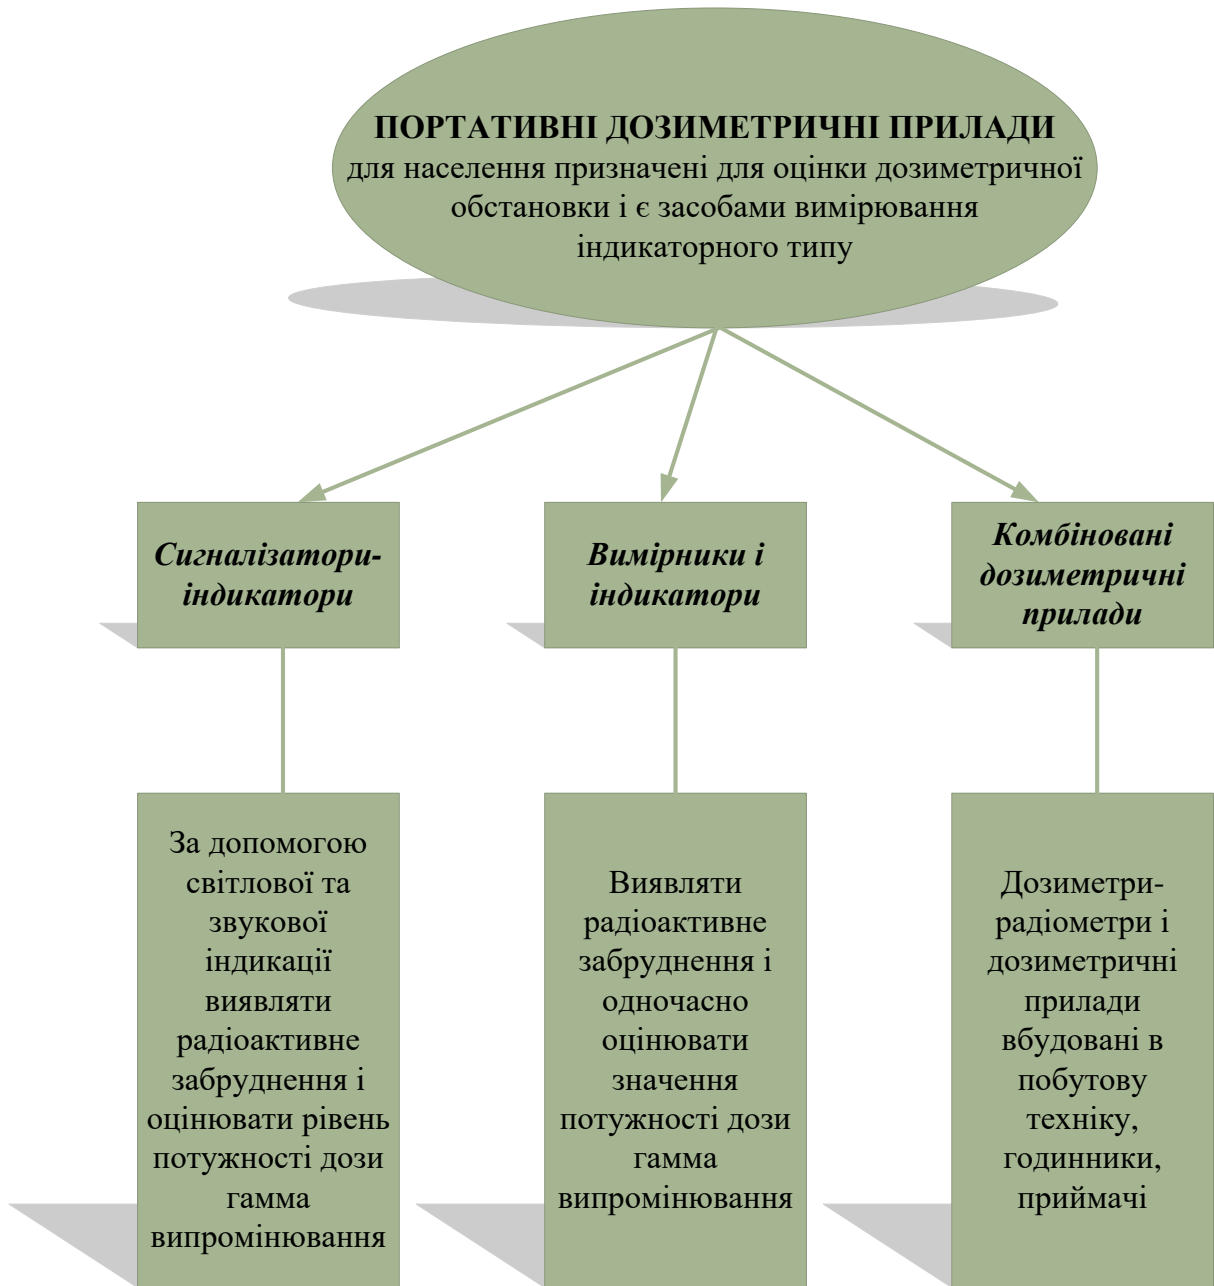 ПОРТАТИВНІ ДОЗИМЕТРИЧНІ ПРИЛАДИ
для населення призначені для оцінки дозиметричної
обстановки і є засобами вимірювання
індикаторного типу
Сигналізатори-
індикатори
Вимірники і
індикатори
Комбіновані
дозиметричні
прилади
За допомогою
світлової та
звукової
індикації
виявляти
радіоактивне
забруднення і
оцінювати рівень
потужності дози
гамма
випромінювання
Виявляти
радіоактивне
забруднення і
одночасно
оцінювати
значення
потужності дози
гамма
випромінювання
Дозиметри-
радіометри і
дозиметричні
прилади
вбудовані в
побутову
техніку,
годинники,
приймачі